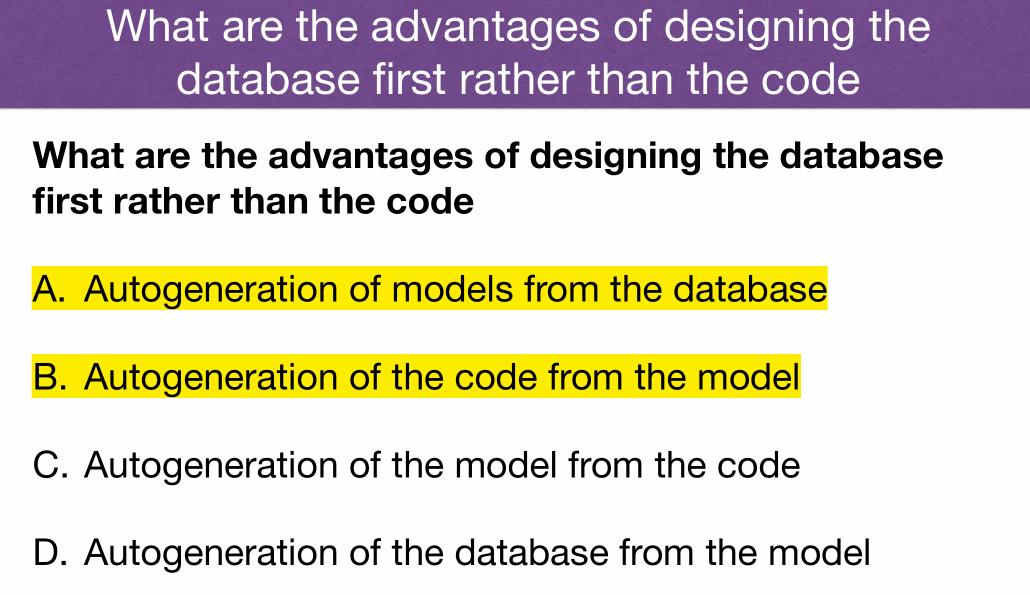 What are the advantages of designing the
database first rather than the code
What are the advantages of designing the database
first rather than the code
A. Autogeneration of models from the database
B. Autogeneration of the code from the model
C. Autogeneration of the model from the code
D. Autogeneration of the database from the model